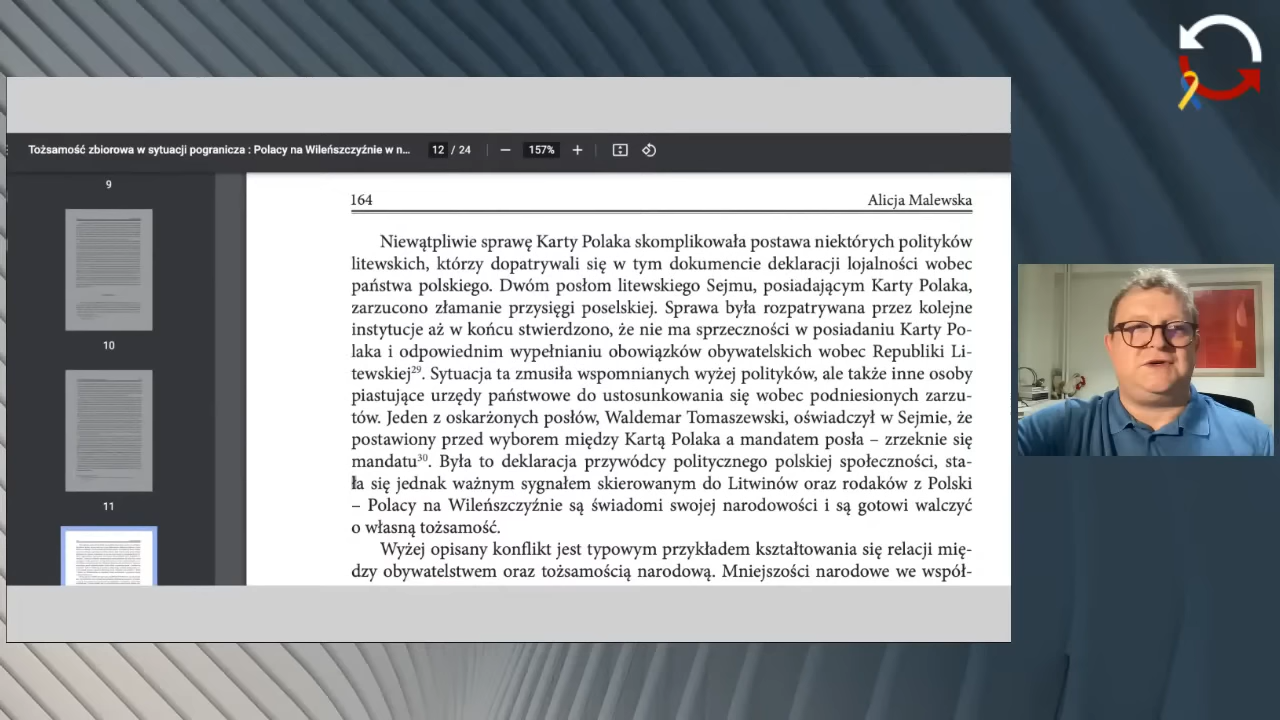 Tożsamość zbiorowa w sytuacji pogranicza : Polacy na Wileńszczyźnie w n...
12 / 24
157%
9
10
11
164
Alicja Malewska
Niewątpliwie sprawę Karty Polaka skomplikowała postawa niektórych polityków
litewskich, którzy dopatrywali się w tym dokumencie deklaracji lojalności wobec
państwa polskiego. Dwóm posłom litewskiego Sejmu, posiadającym Karty Polaka,
zarzucono złamanie przysięgi poselskiej. Sprawa była rozpatrywana przez kolejne
instytucje aż w końcu stwierdzono, że nie ma sprzeczności w posiadaniu Karty Po-
laka i odpowiednim wypełnianiu obowiązków obywatelskich wobec Republiki Li-
tewskiej²⁹. Sytuacja ta zmusiła wspomnianych wyżej polityków, ale także inne osoby
piastujące urzędy państwowe do ustosunkowania się wobec podniesionych zarzu-
tów. Jeden z oskarżonych posłów, Waldemar Tomaszewski, oświadczył w Sejmie, że
postawiony przed wyborem między Kartą Polaka a mandatem posła – zrzeknie się
mandatu³⁰. Była to deklaracja przywódcy politycznego polskiej społeczności, sta-
ła się jednak ważnym sygnałem skierowanym do Litwinów oraz rodaków z Polski
– Polacy na Wileńszczyźnie są świadomi swojej narodowości i są gotowi walczyć
o własną tożsamość.
Wyżej opisany konflikt jest typowym przykładem kształtowania się relacji mię-
dzy obywatelstwem oraz tożsamością narodową. Mniejszości narodowe we współ-